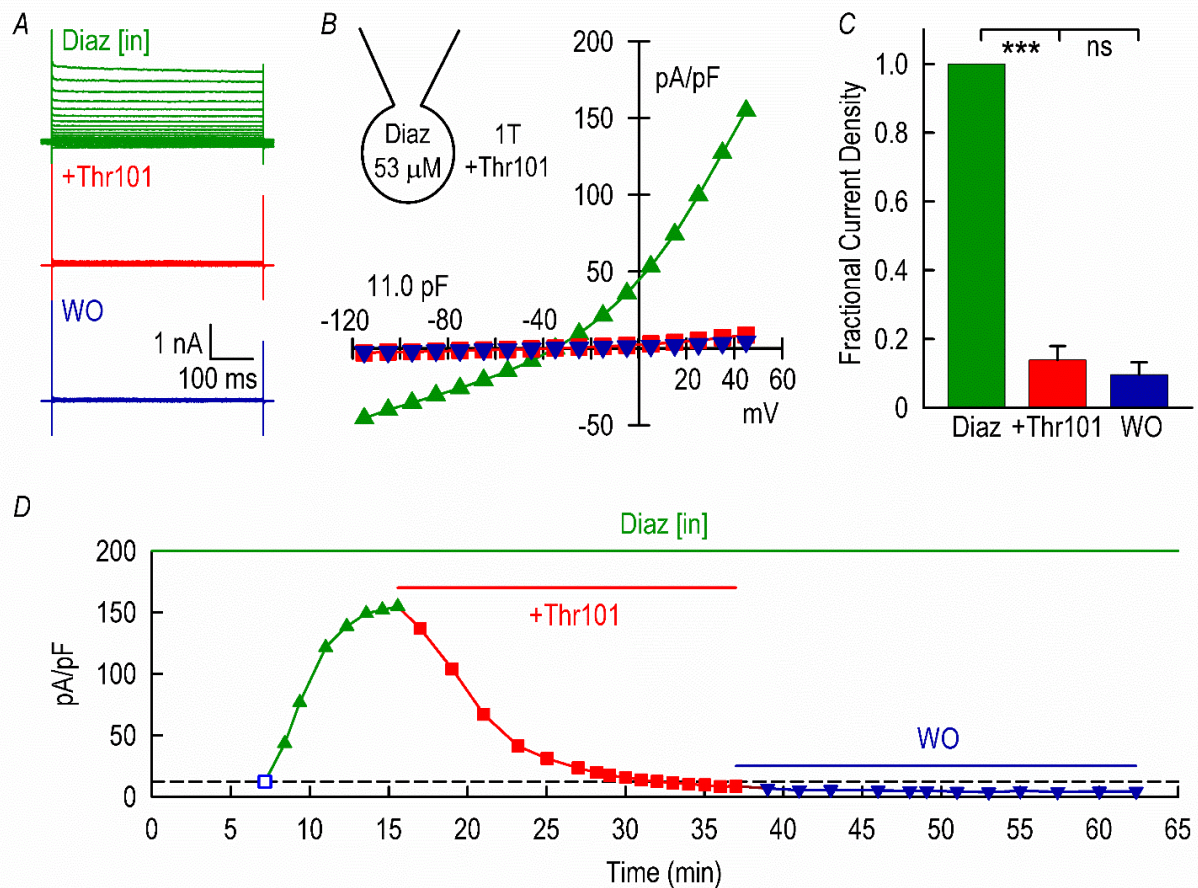 A
Diaz [in]
+Thr101
WO
1 nA
100 ms
B
Diaz
53 µM
1T
+Thr101
200
pA/pF
150
100
50
11.0 pF
-120
-80
-40
20
40
60
mV
-50
C
***
ns
Fractional Current Density
1.0
0.8
0.6
0.4
0.2
0
Diaz
+Thr101
WO
D
Diaz [in]
+Thr101
WO
pA/pF
200
150
100
50
0
0 5 10 15 20 25 30 35 40 45 50 55 60 65
Time (min)